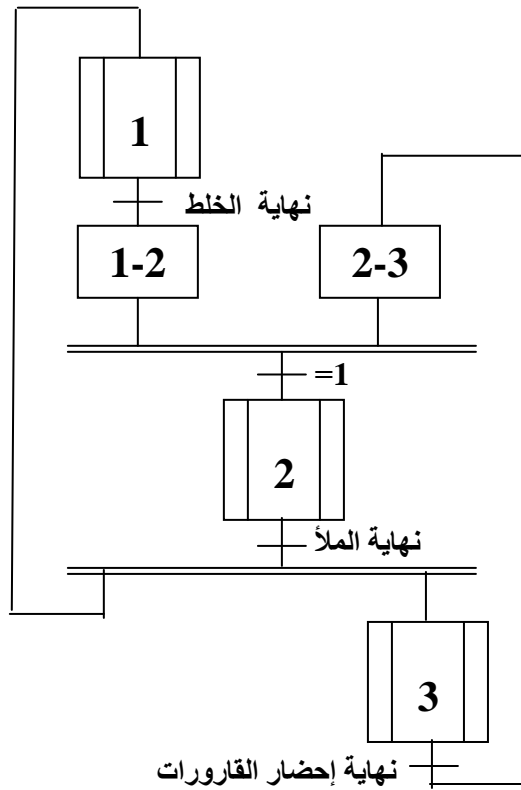 1
نهاية الخلط
1-2
2-3
=1
2
نهاية الملأ
3
نهاية إحضار القارورات